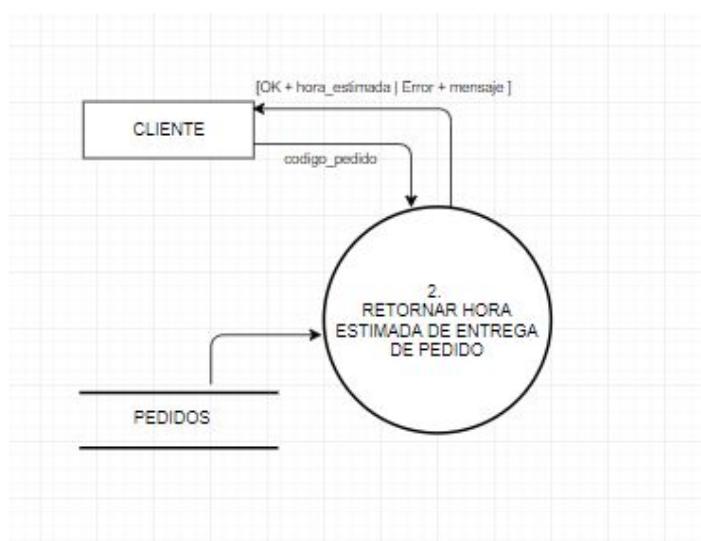 [OK + hora_estimada | Error + mensaje ]
CLIENTE
codigo_pedido
2.
RETORNAR HORA
ESTIMADA DE ENTREGA
DE PEDIDO
PEDIDOS